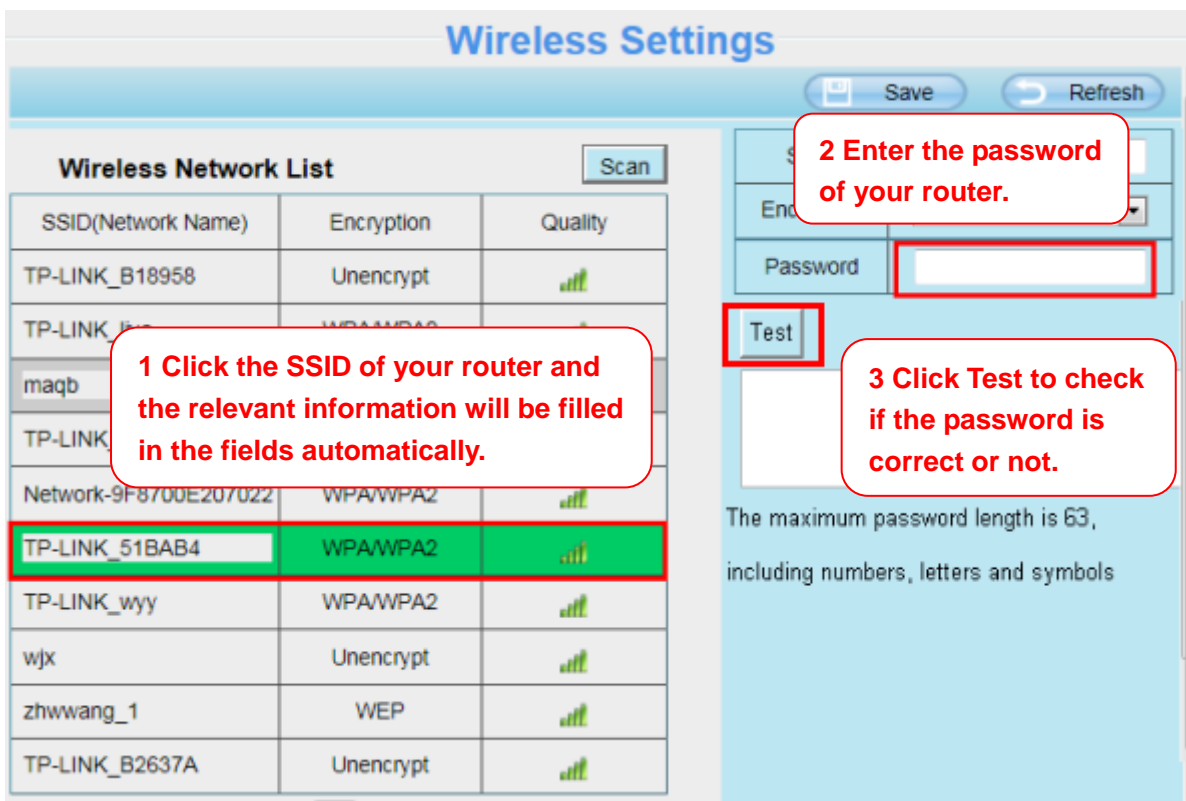 Wireless Settings
Save Refresh
Wireless Network List Scan
SSID(Network Name) Encryption Quality
TP-LINK_B18958 Unencrypt
TP-LINK
maqb
TP-LINK_
Network-9F8700E207022 WPA/WPA2
TP-LINK_51BAB4 WPA/WPA2
TP-LINK_wyy WPA/WPA2
wjx Unencrypt
zhwwang_1 WEP
TP-LINK_B2637A Unencrypt
1 Click the SSID of your router and
the relevant information will be filled
in the fields automatically.
2 Enter the password
of your router.
Password
Test
3 Click Test to check
if the password is
correct or not.
The maximum password length is 63,
including numbers, letters and symbols